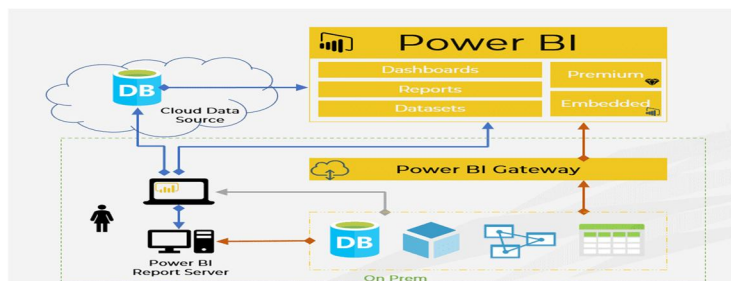 Power BI
Dashboards
Premium
Reports
Embedded
Datasets
DB
Cloud Data
Source
Power BI Gateway
DB
Power BI
Report Server
On Prem